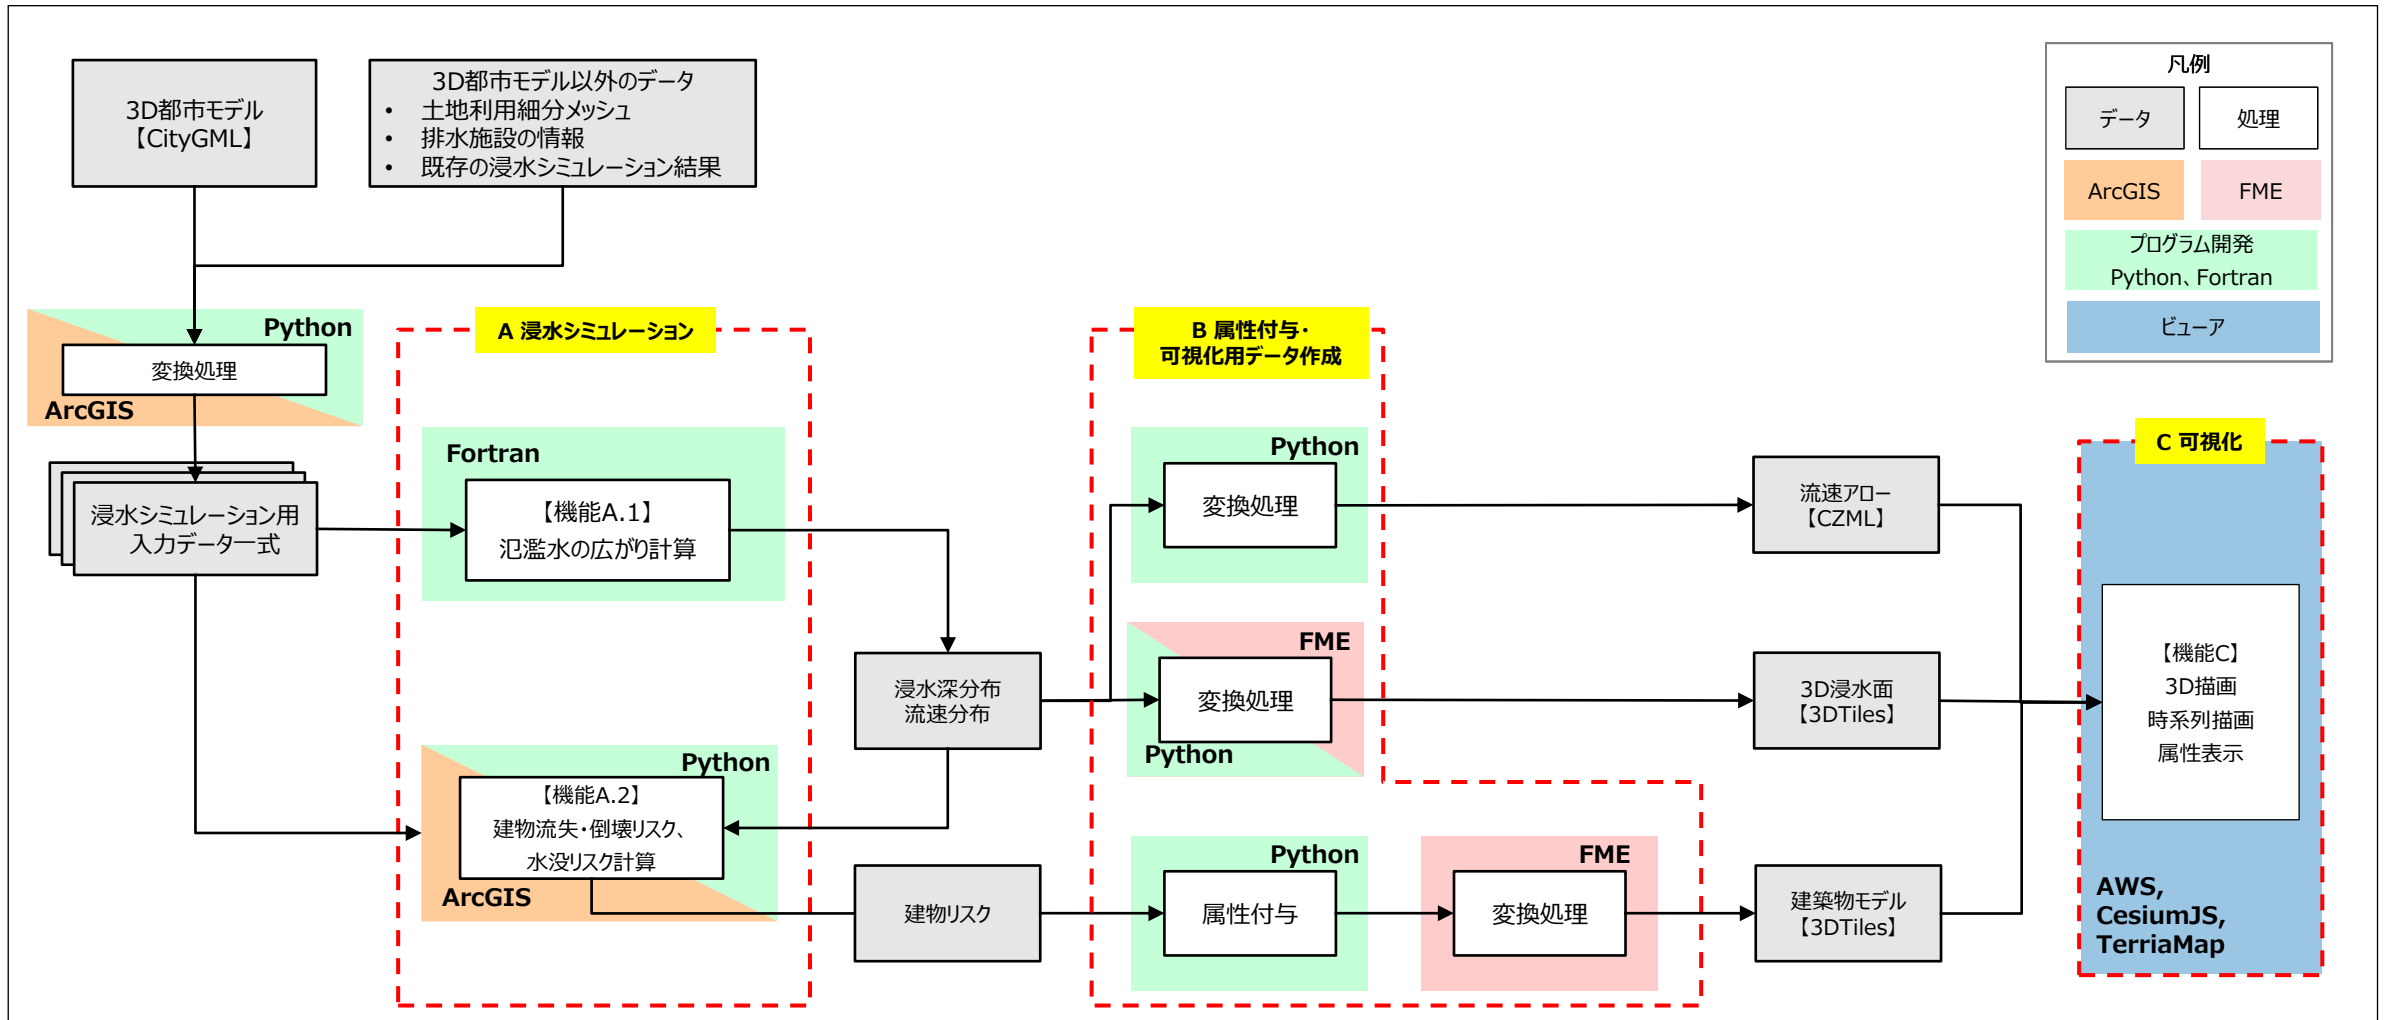 3D都市モデル
【CityGML】
3D都市モデル以外のデータ
• 土地利用細分メッシュ
• 排水施設の情報
• 既存の浸水シミュレーション結果
凡例
データ
処理
ArcGIS
FME
プログラム開発
Python、Fortran
ビューア
Python
変換処理
ArcGIS
浸水シミュレーション用
入力データ一式
A 浸水シミュレーション
Fortran
【機能A.1】
氾濫水の広がり計算
Python
【機能A.2】
建物流失・倒壊リスク、
水没リスク計算
ArcGIS
浸水深分布
流速分布
建物リスク
B 属性付与・
可視化用データ作成
Python
変換処理
FME
変換処理
Python
Python
属性付与
FME
変換処理
流速アロー
【CZML】
3D浸水面
【3DTiles】
建築物モデル
【3DTiles】
C 可視化
【機能C】
3D描画
時系列描画
属性表示
AWS,
CesiumJS,
TerriaMap